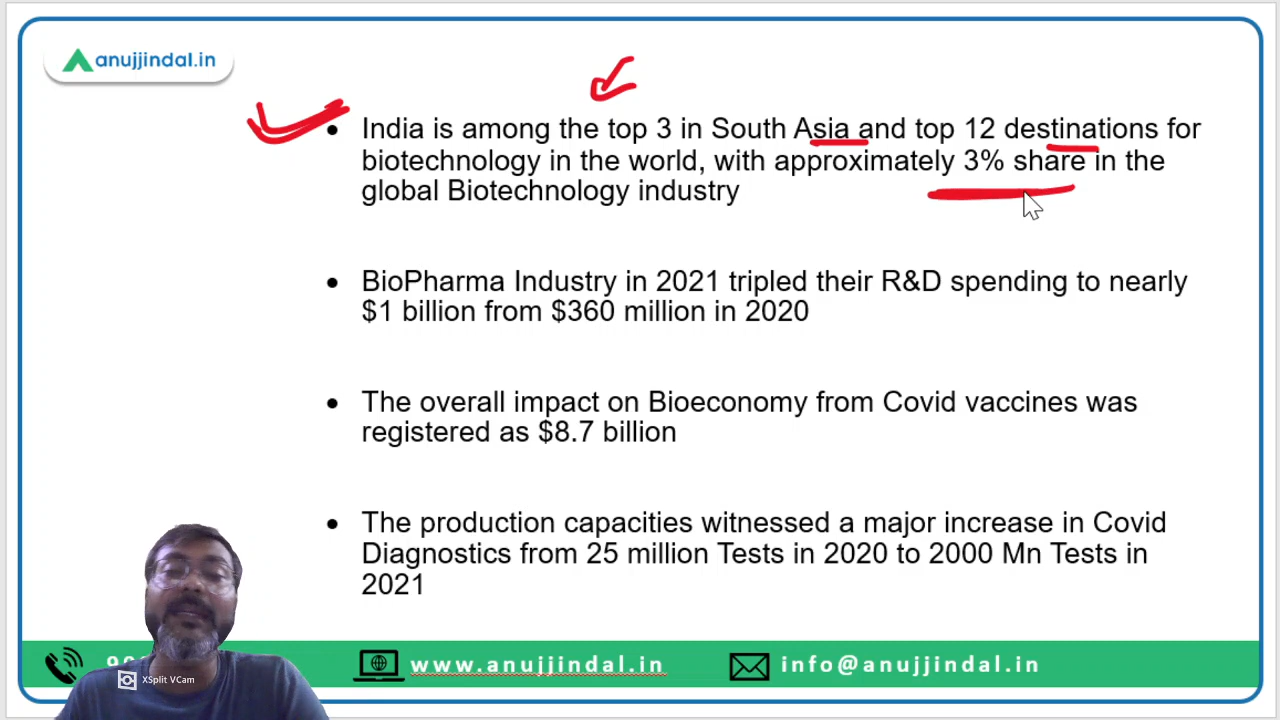 anujjindal.in
• India is among the top 3 in South Asia and top 12 destinations for
biotechnology in the world, with approximately 3% share in the
global Biotechnology industry
• BioPharma Industry in 2021 tripled their R&D spending to nearly
$1 billion from $360 million in 2020
• The overall impact on Bioeconomy from Covid vaccines was
registered as $8.7 billion
• The production capacities witnessed a major increase in Covid
Diagnostics from 25 million Tests in 2020 to 2000 Mn Tests in
2021
www.anujjindal.in
info@anujjindal.in
XSplit VCam